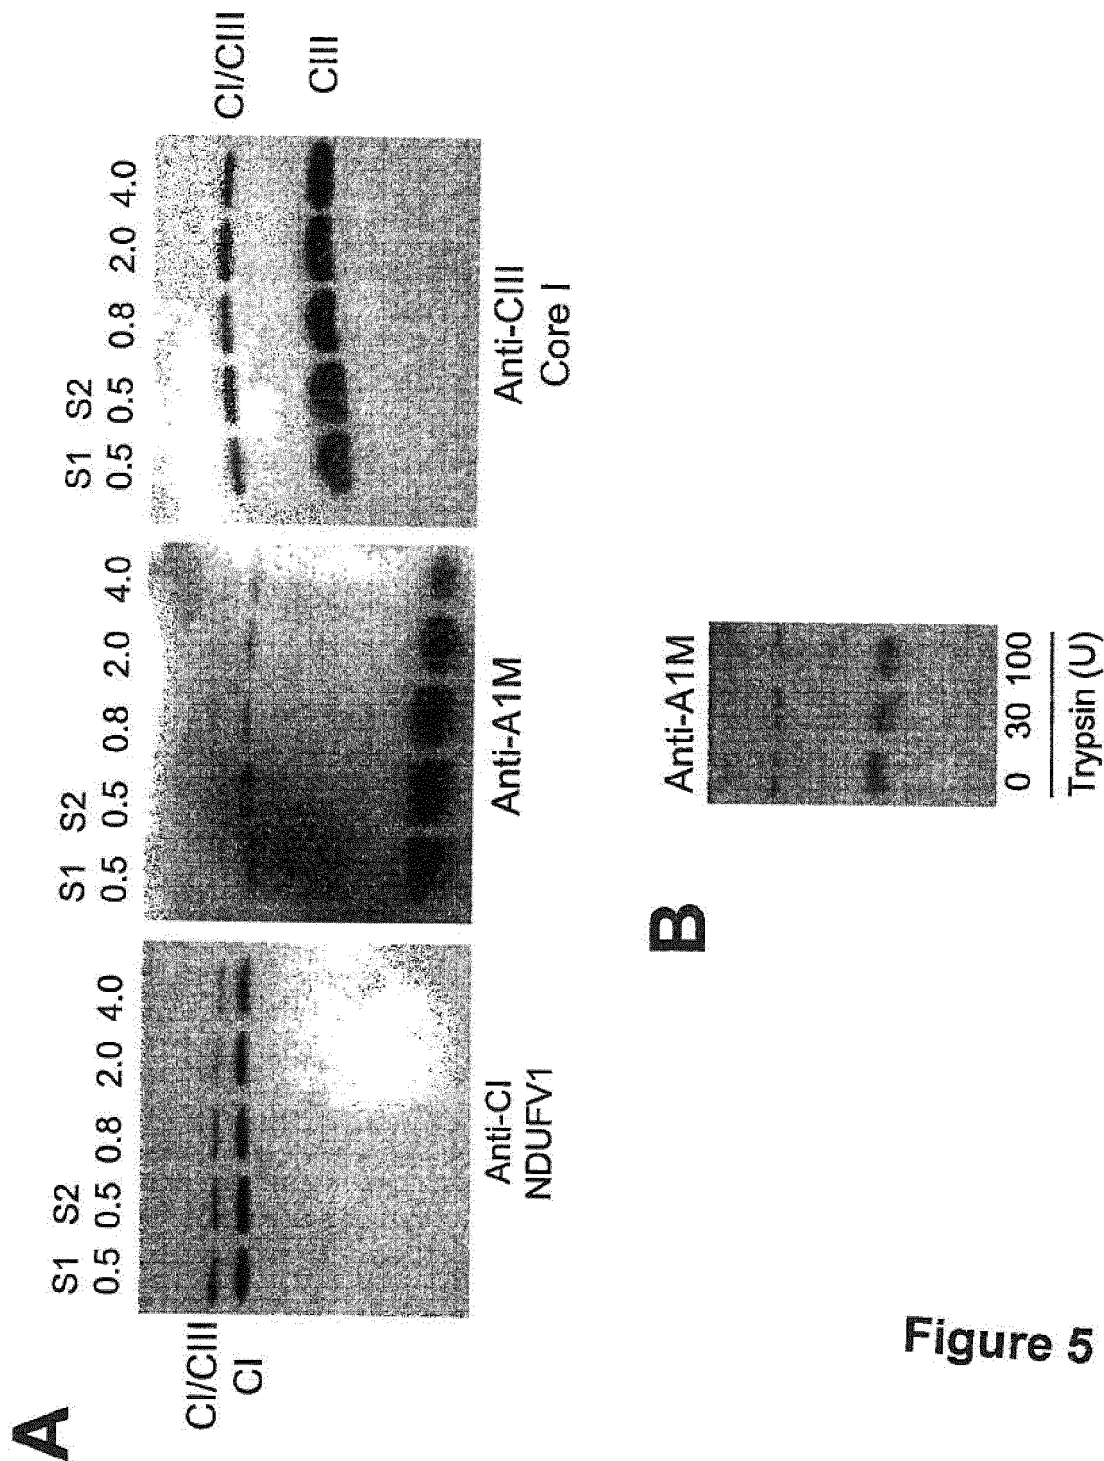 A
S1 S2
0.5 0.5 0.8 2.0 4.0
CI/CIII
CI
Anti-CI
NDUFV1
S1 S2
0.5 0.5 0.8 2.0 4.0
Anti-A1M
S1 S2
0.5 0.5 0.8 2.0 4.0
CI/CIII
CIII
Anti-CIII
Core I
B
Anti-A1M
0 30 100
Trypsin (U)
Figure 5